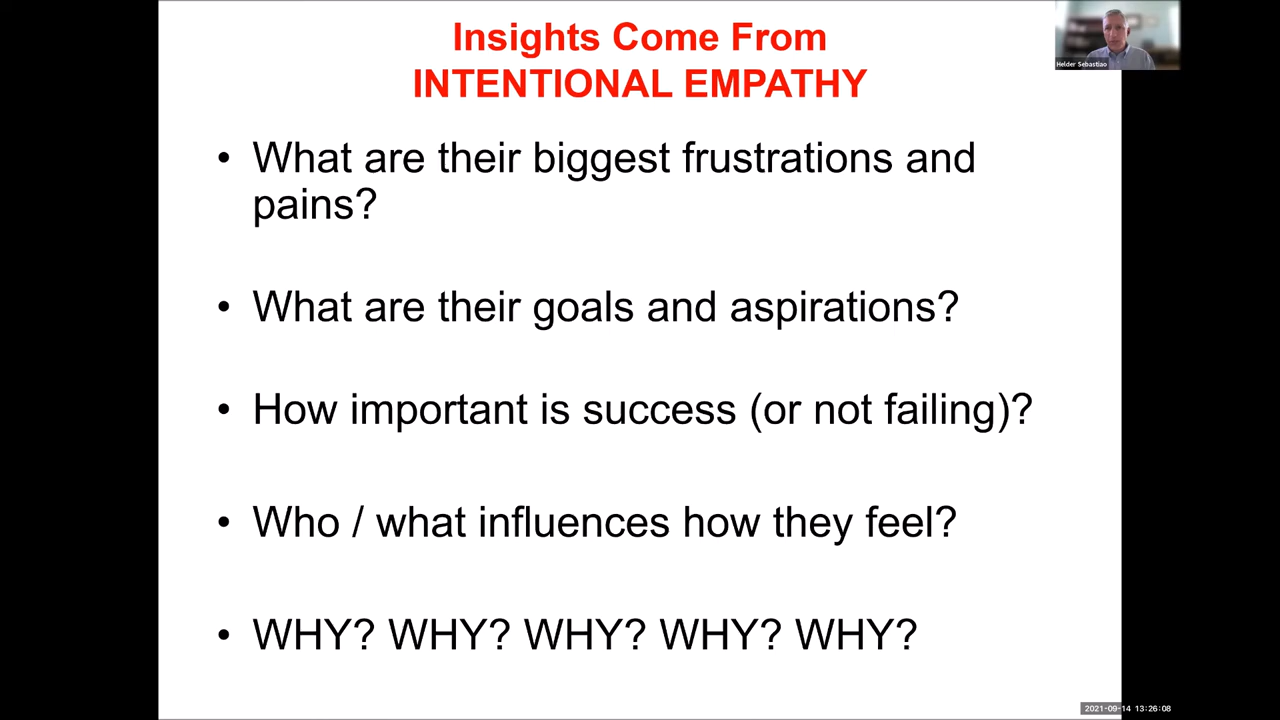 Insights Come From
INTENTIONAL EMPATHY
Helder Sebastiao
• What are their biggest frustrations and
pains?
• What are their goals and aspirations?
• How important is success (or not failing)?
• Who / what influences how they feel?
• WHY? WHY? WHY? WHY? WHY?
2021-09-14 13:26:08